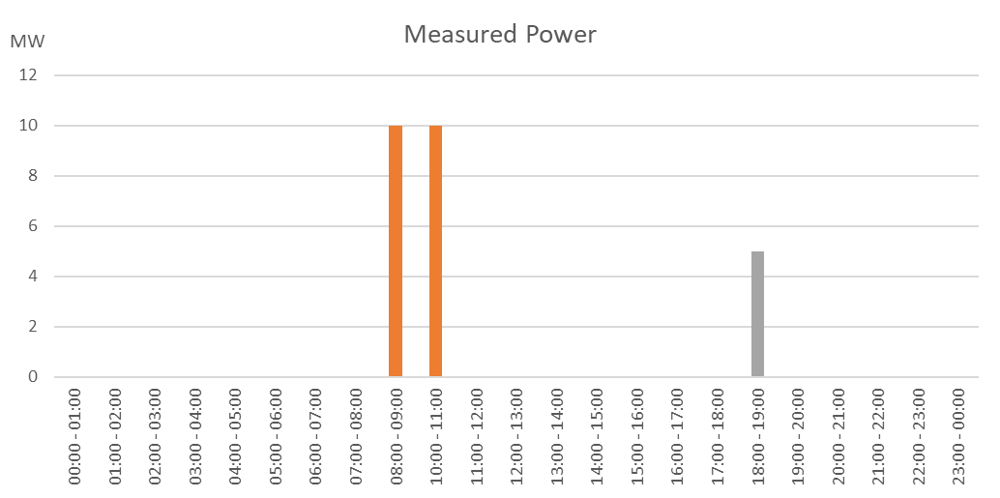 Measured Power
MW
12
10
8
6
4
2
0
00:00 - 01:00
01:00 - 02:00
02:00 - 03:00
03:00 - 04:00
04:00 - 05:00
05:00 - 06:00
06:00 - 07:00
07:00 - 08:00
08:00 - 09:00
10:00 - 11:00
11:00 - 12:00
12:00 - 13:00
13:00 - 14:00
14:00 - 15:00
15:00 - 16:00
16:00 - 17:00
17:00 - 18:00
18:00 - 19:00
19:00 - 20:00
20:00 - 21:00
21:00 - 22:00
22:00 - 23:00
23:00 - 00:00